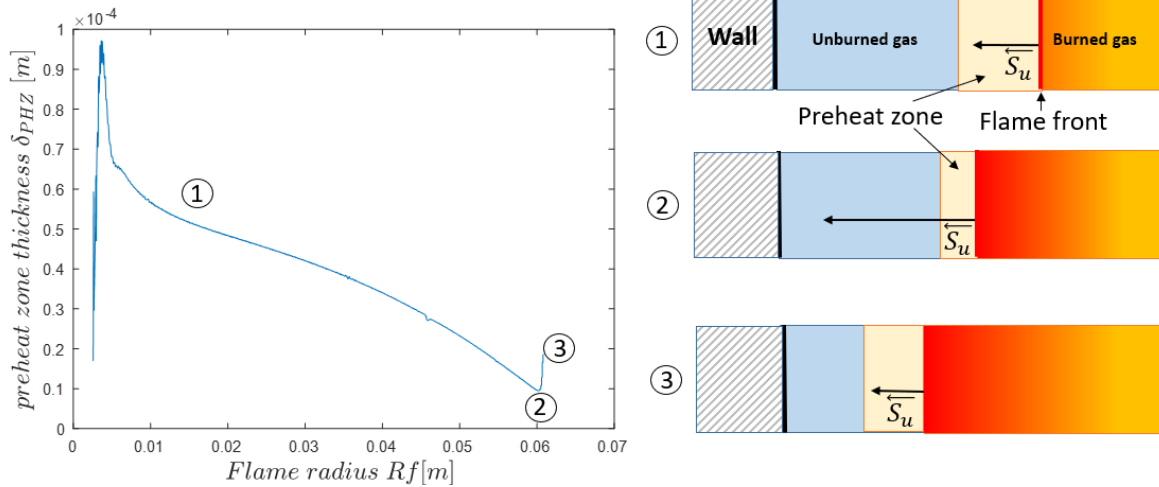 ×10⁻⁴
1
0.9
0.8
0.7
0.6
0.5
0.4
0.3
0.2
0.1
0
preheat zone thickness δ_PHZ [m]
①
③
②
0 0.01 0.02 0.03 0.04 0.05 0.06 0.07
Flame radius Rf[m]
①
Wall
Unburned gas
Burned gas
S_u
Preheat zone
Flame front
②
S_u
③
S_u